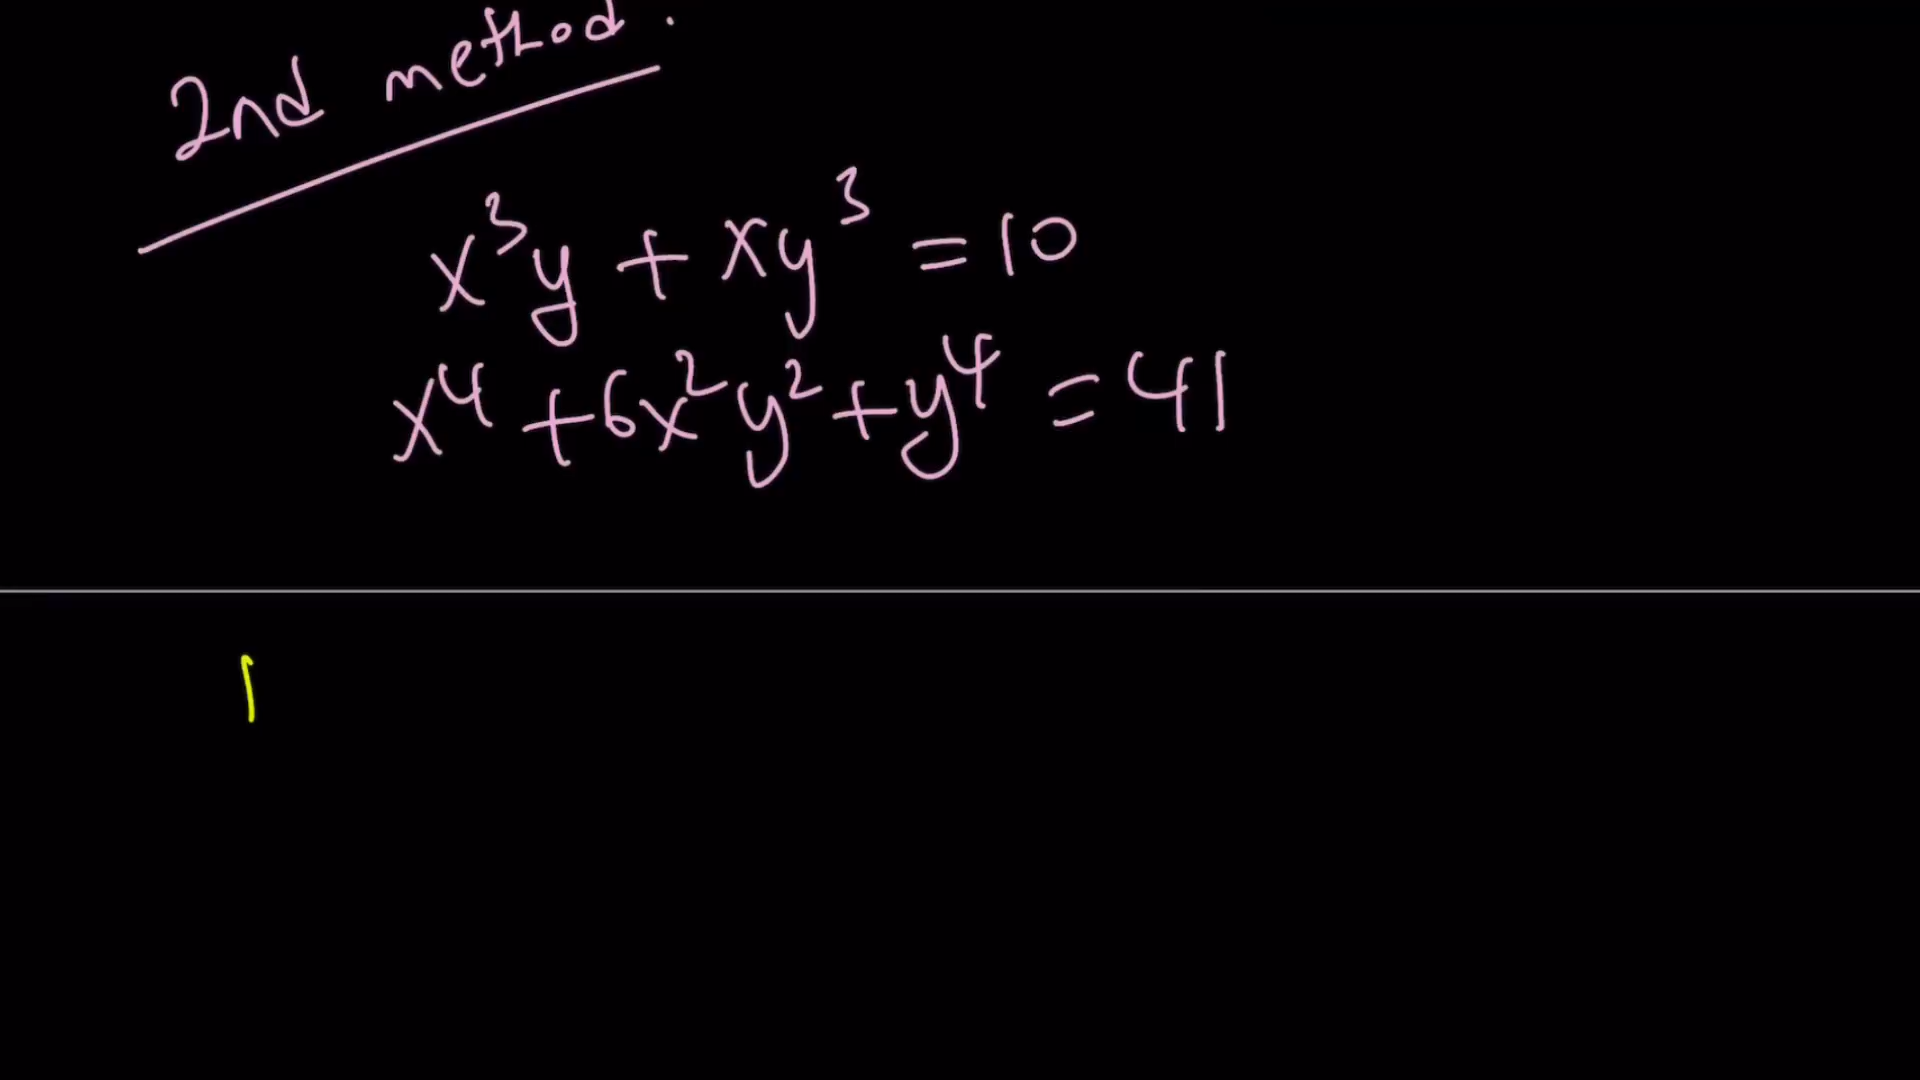 2nd method.
x³y + xy³ = 10
x⁴ + 6x²y² + y⁴ = 41